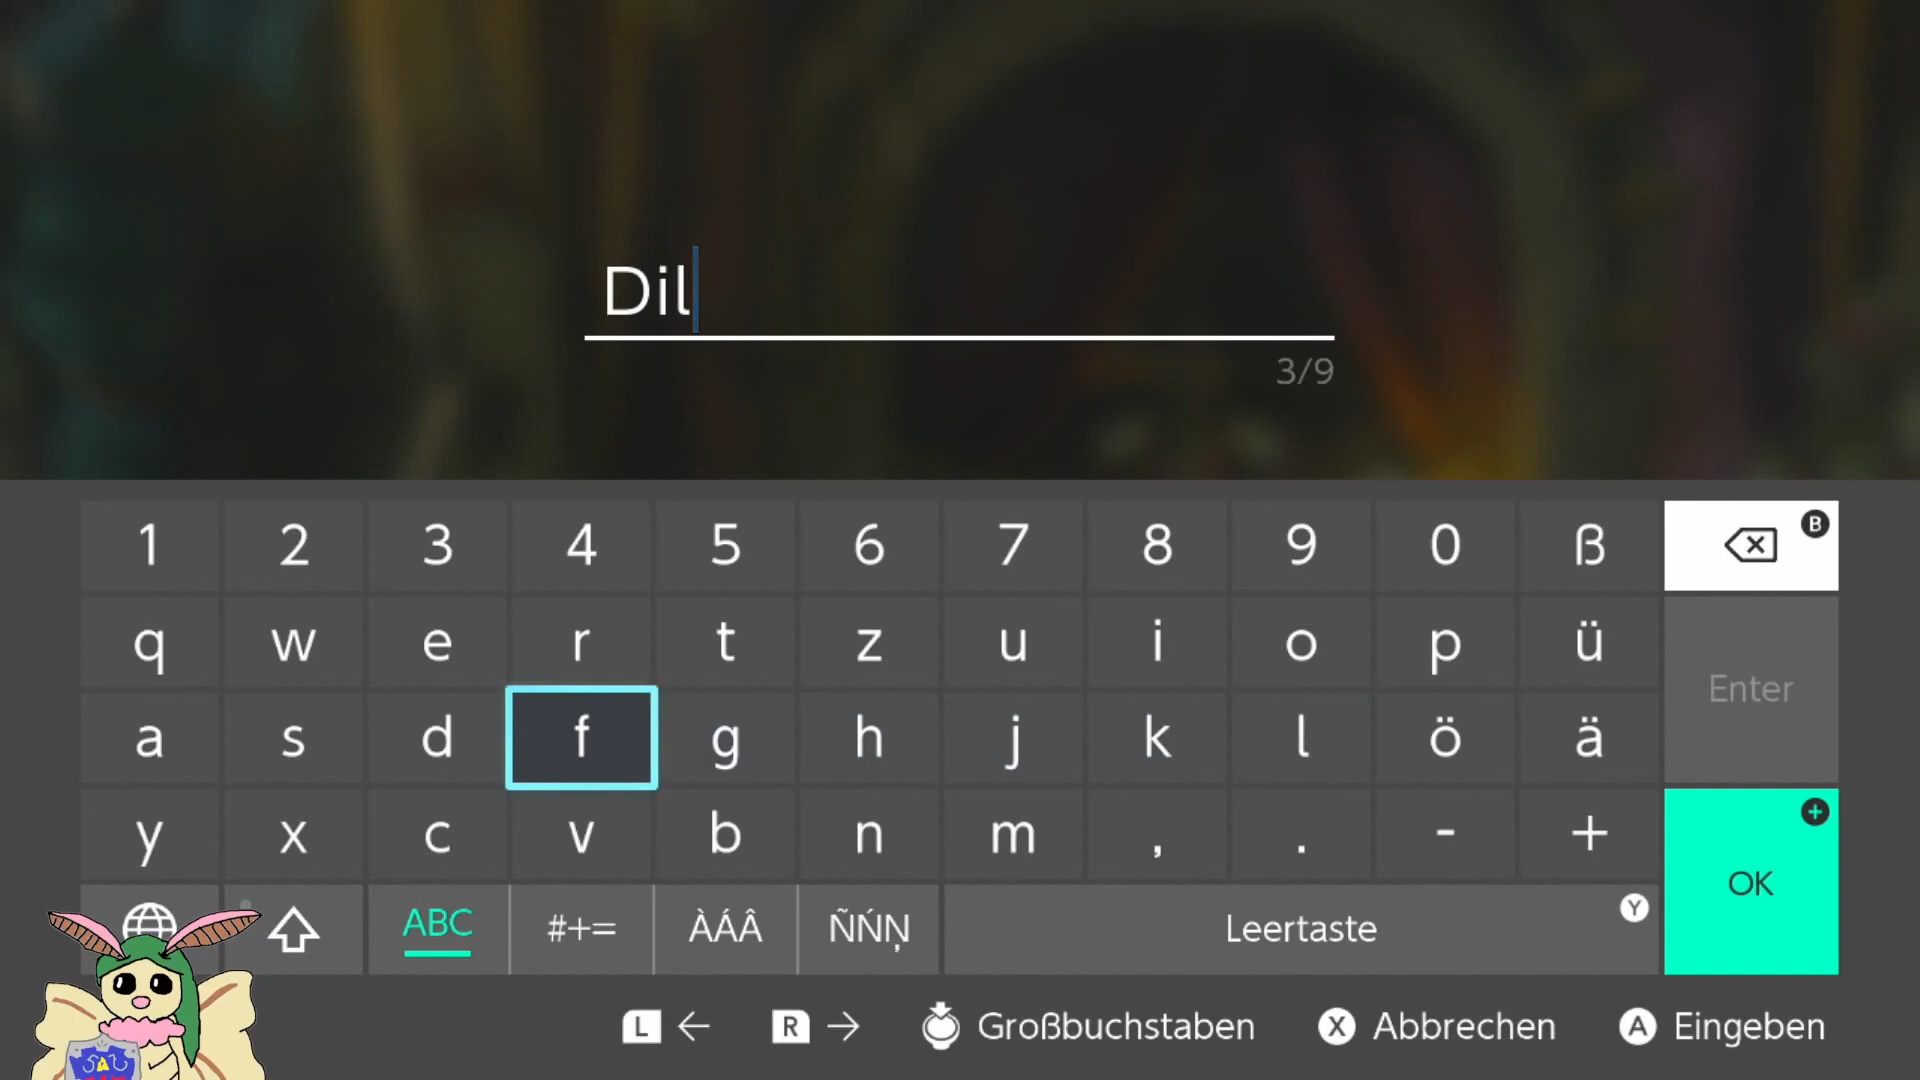 Dil
3/9
1 2 3 4 5 6 7 8 9 0 ß B
q w e r t z u i o p ü
Enter
a s d f g h j k l ö ä
y x c v b n m , . - +
OK
ABC #+= ÀÁÂ ÑŃŅ Leertaste Y
L ← R → Großbuchstaben X Abbrechen A Eingeben